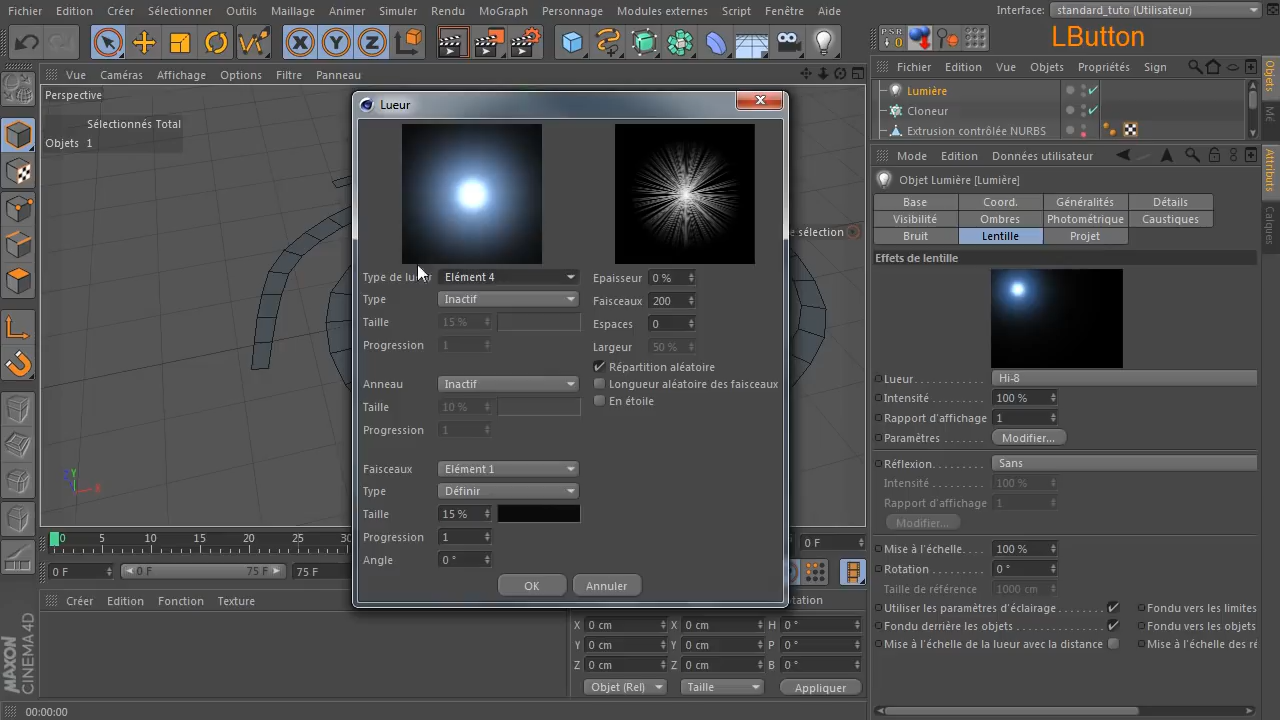 Fichier Edition Créer Sélectionner Outils Maillage Animer Simuler Rendu MoGraph Personnage Modules externes Script Fenêtre Aide
Interface: standard_tuto (Utilisateur)
LButton
PSR
0
Vue Caméras Affichage Options Filtre Panneau
Fichier Edition Vue Objets Propriétés Sign
Perspective
Sélectionnés Total
Objets 1
Lumière
Cloneur
Extrusion contrôlée NURBS
Objets
Mode Edition Données utilisateur
Attributs
Calques
Objet Lumière [Lumière]
Base Coord. Généralités Détails
Visibilité Ombres Photométrique Caustiques
Bruit Lentille Projet
Effets de lentille
Lueur Hi-8
Intensité 100 %
Rapport d'affichage 1
Paramètres Modifier...
Réflexion Sans
Intensité 100 %
Rapport d'affichage 1
Modifier...
Mise à l'échelle 100 %
Rotation 0 °
Taille de référence 1000 cm
Utiliser les paramètres d'éclairage Fondu vers les limites
Fondu derrière les objets Fondu vers les objets
Mise à l'échelle de la lueur avec la distance Mise à l'échelle des ré
Lueur
e sélection
Type de lueur Elément 4
Type Inactif
Taille 15 %
Progression 1
Anneau Inactif
Taille 10 %
Progression 1
Faisceaux Elément 1
Type Définir
Taille 15 %
Progression 1
Angle 0 °
Epaisseur 0 %
Faisceaux 200
Espaces 0
Largeur 50 %
Répartition aléatoire
Longueur aléatoire des faisceaux
En étoile
OK Annuler
Y
X
0 5 10 15 20 25 30
0 F
0 F 0 F 75 F 75 F
Créer Edition Fonction Texture
MAXON
CINEMA 4D
otation
X 0 cm X 0 cm H 0 °
Y 0 cm Y 0 cm P 0 °
Z 0 cm Z 0 cm B 0 °
Objet (Rel) Taille Appliquer
00:00:00